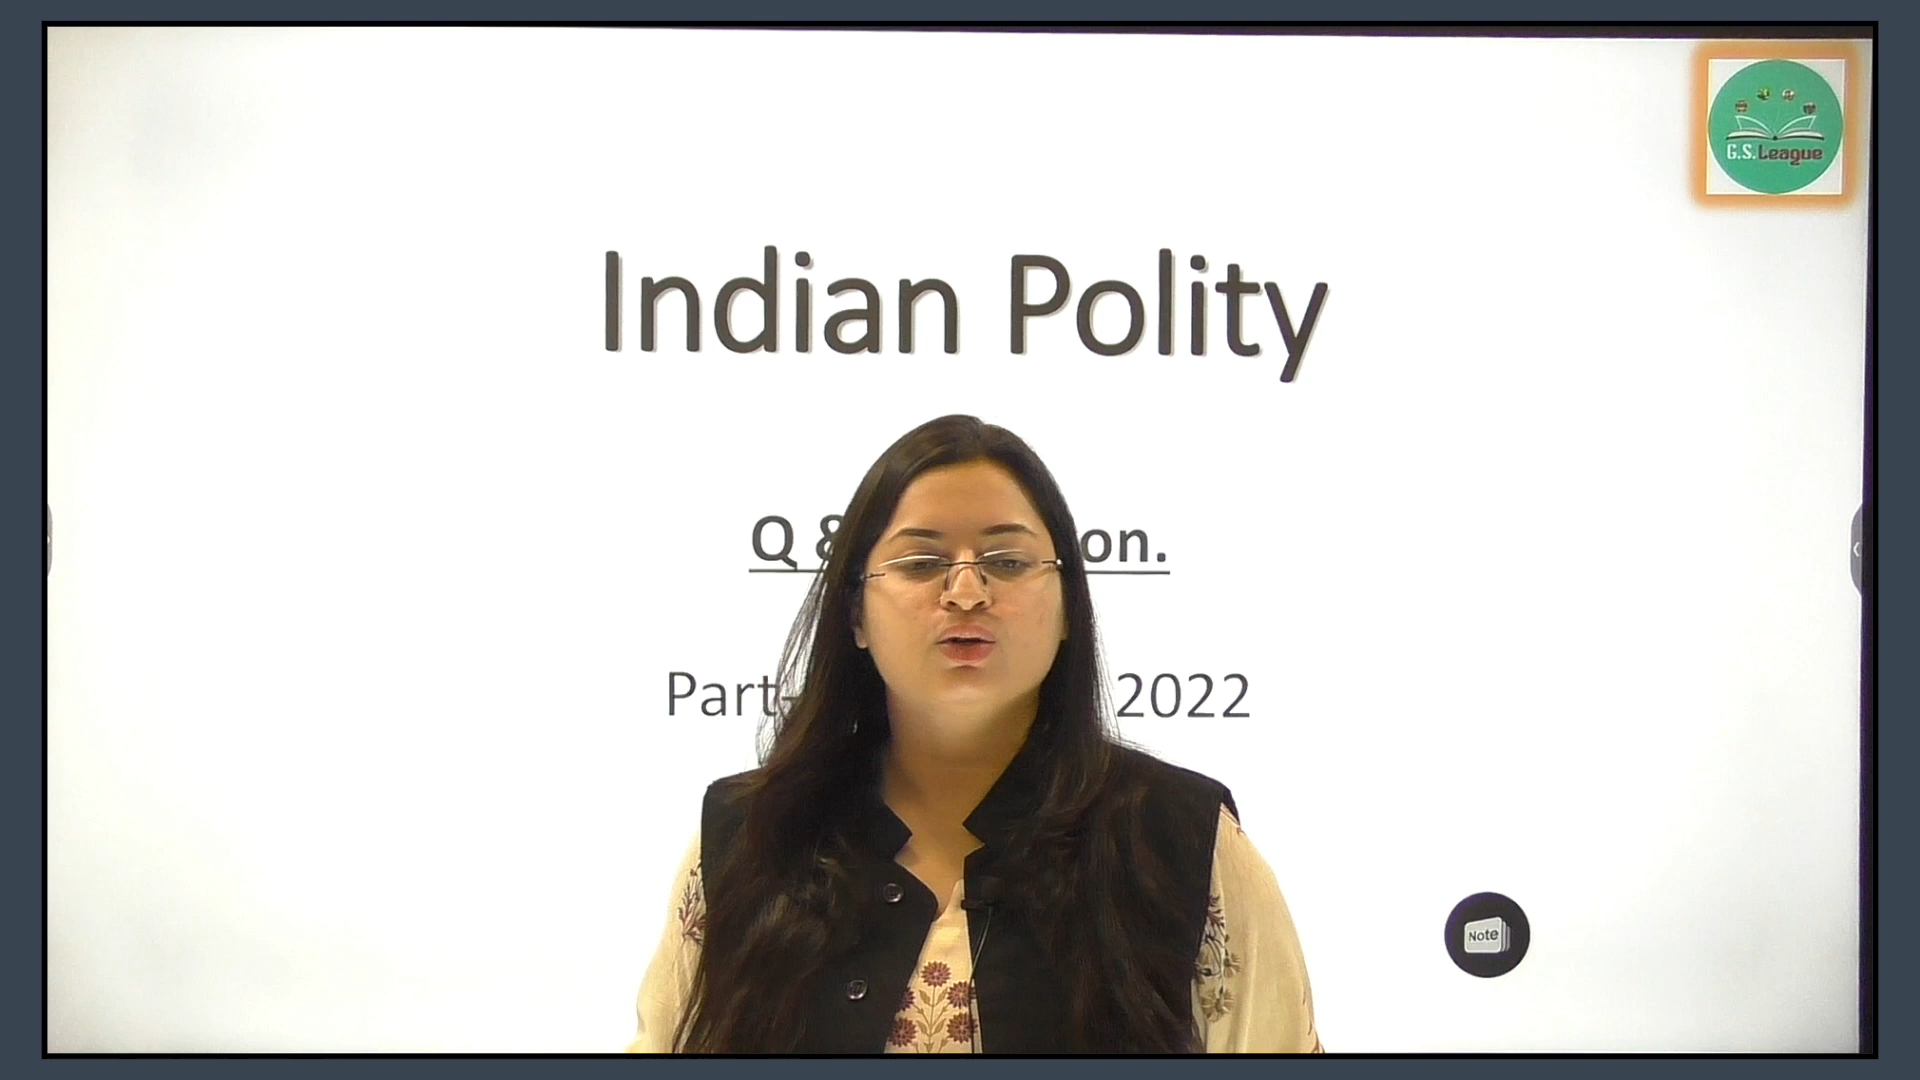 G.S. League
Indian Polity
Q & on.
Part- 2022
Note